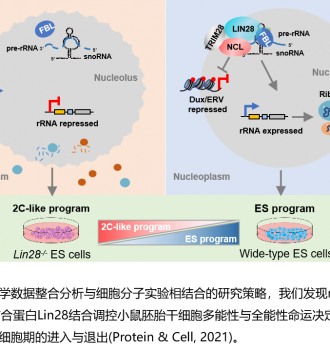 FBL
pre-rRNA
5'
snoRNA
Nucleolus
rRNA repressed
TRIM28
LIN28
NCL
pre-rRNA
FBL
5'
snoRNA
Dux/ERV
repressed
rRNA expressed
Nuc
Rib
sm
Nucleoplasm
2C-like program
ES program
2C-like program
ES program
Lin28-/- ES cells
Wide-type ES cells
学数据整合分析与细胞分子实验相结合的研究策略，我们发现
合蛋白Lin28结合调控小鼠胚胎干细胞多能性与全能性命运决定
细胞期的进入与退出(Protein & Cell, 2021)。